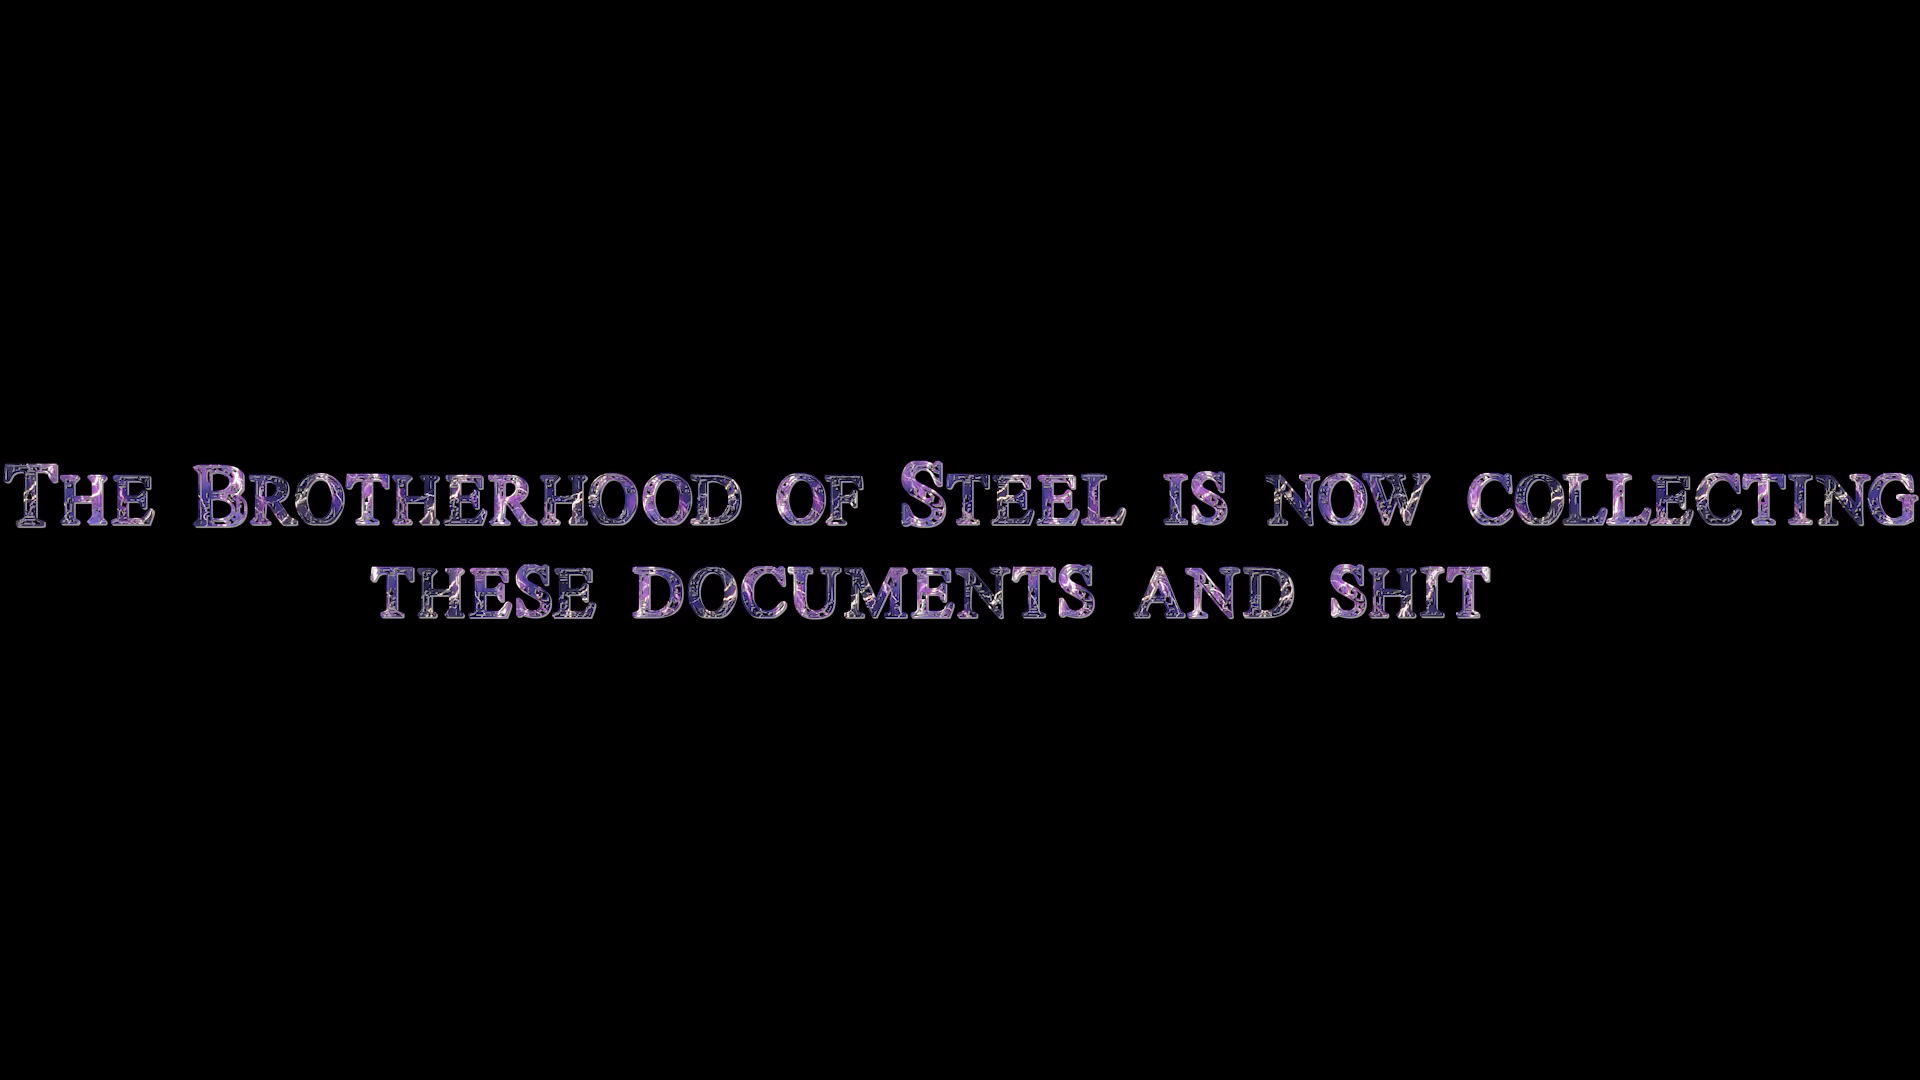 The Brotherhood of Steel is now collecting
these documents and shit